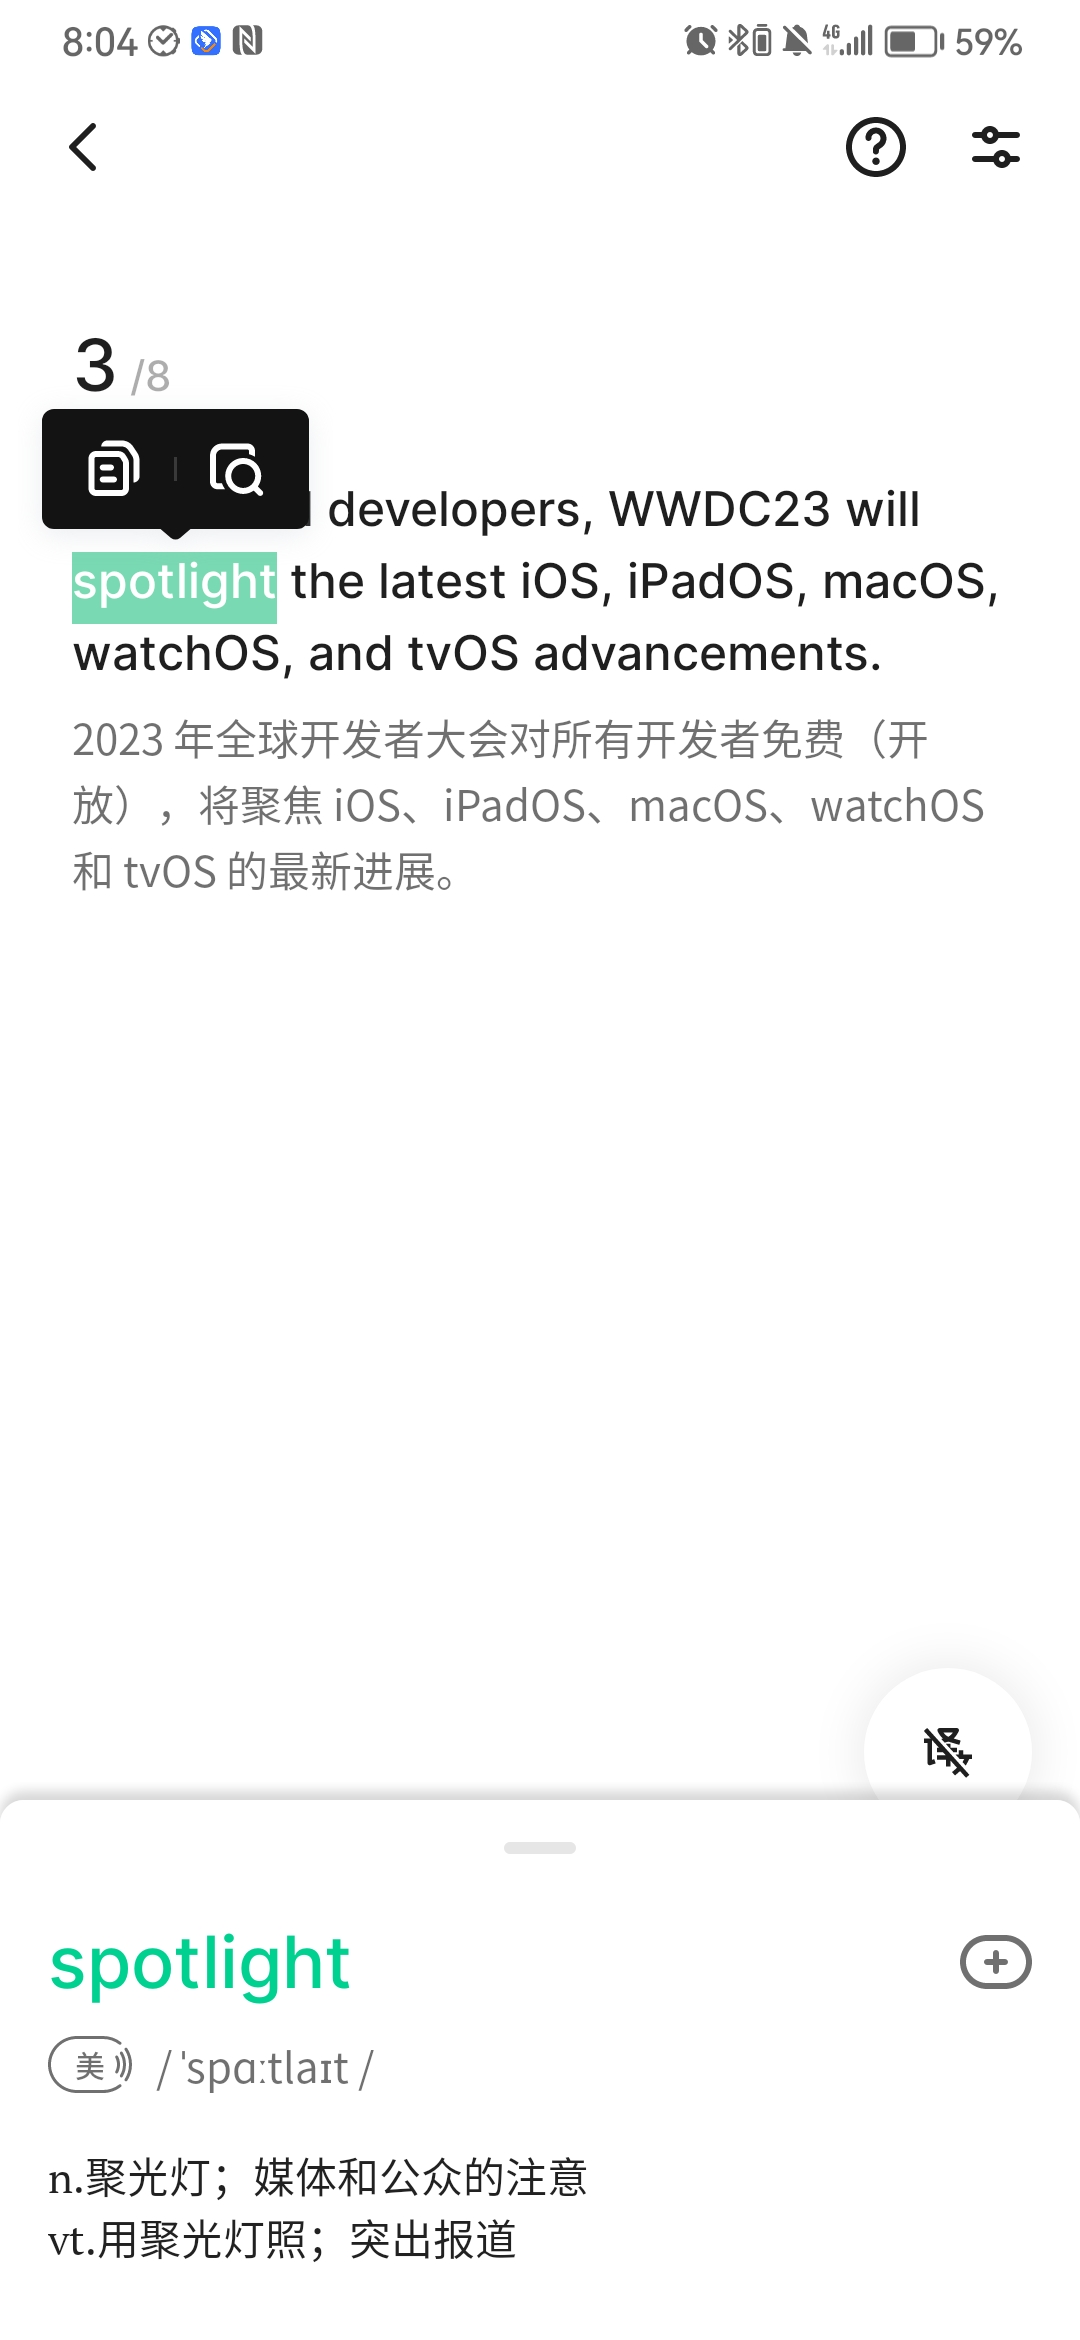 8:04
4G 59%
3 /8
developers, WWDC23 will
spotlight the latest iOS, iPadOS, macOS,
watchOS, and tvOS advancements.
2023 年全球开发者大会对所有开发者免费（开
放），将聚焦 iOS、iPadOS、macOS、watchOS
和 tvOS 的最新进展。
spotlight
美 / ˈspɑːtlaɪt /
n.聚光灯；媒体和公众的注意
vt.用聚光灯照；突出报道